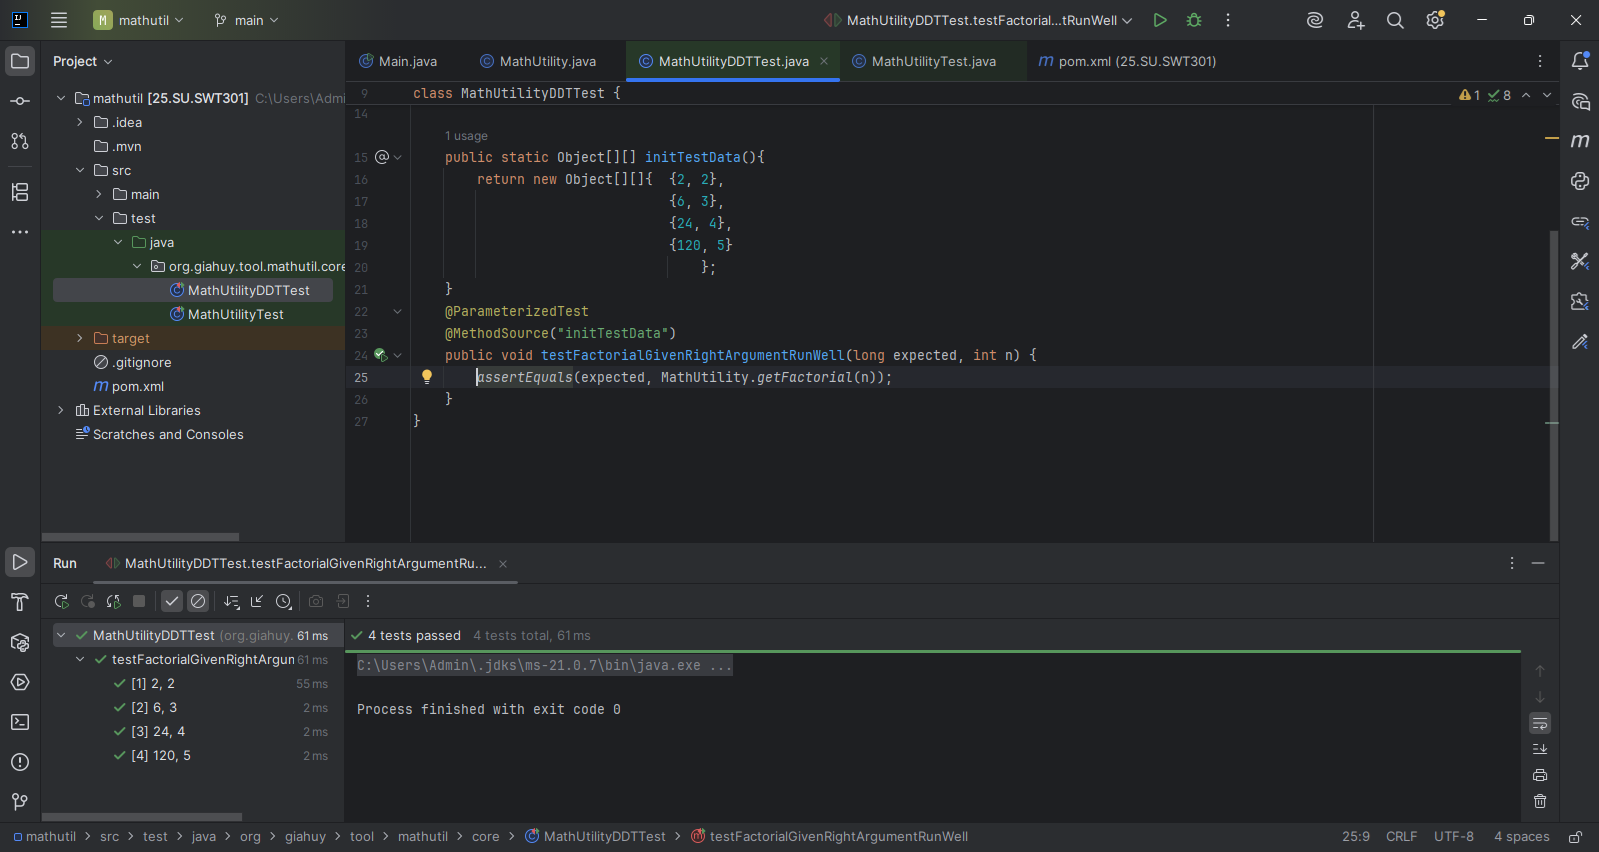 M mathutil main MathUtilityDDTTest.testFactorial...tRunWell
Project
Main.java MathUtility.java MathUtilityDDTTest.java MathUtilityTest.java m pom.xml (25.SU.SWT301)
mathutil [25.SU.SWT301] C:\Users\Admi
.idea
.mvn
src
main
test
java
org.giahuy.tool.mathutil.core
MathUtilityDDTTest
MathUtilityTest
target
.gitignore
m pom.xml
External Libraries
Scratches and Consoles
9 class MathUtilityDDTTest { 1 8
14
1 usage
15 public static Object[][] initTestData(){
16 return new Object[][]{ {2, 2},
17 {6, 3},
18 {24, 4},
19 {120, 5}
20 };
21 }
22 @ParameterizedTest
23 @MethodSource("initTestData")
24 public void testFactorialGivenRightArgumentRunWell(long expected, int n) {
25 assertEquals(expected, MathUtility.getFactorial(n));
26 }
27 }
Run MathUtilityDDTTest.testFactorialGivenRightArgumentRu...
MathUtilityDDTTest (org.giahuy. 61 ms
testFactorialGivenRightArgum 61 ms
[1] 2, 2 55 ms
[2] 6, 3 2 ms
[3] 24, 4 2 ms
[4] 120, 5 2 ms
4 tests passed 4 tests total, 61 ms
C:\Users\Admin\.jdks\ms-21.0.7\bin\java.exe ...
Process finished with exit code 0
mathutil > src > test > java > org > giahuy > tool > mathutil > core > MathUtilityDDTTest > testFactorialGivenRightArgumentRunWell 25:9 CRLF UTF-8 4 spaces